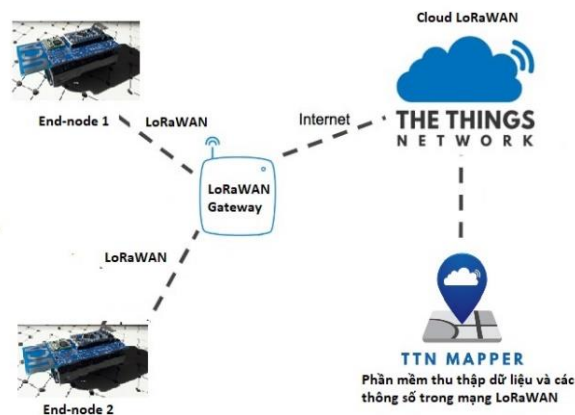 Cloud LoRaWAN
End-node 1
LoRaWAN
Internet
THE THINGS
NETWORK
LoRaWAN
Gateway
LoRaWAN
End-node 2
TTN MAPPER
Phần mềm thu thập dữ liệu và các
thông số trong mạng LoRaWAN